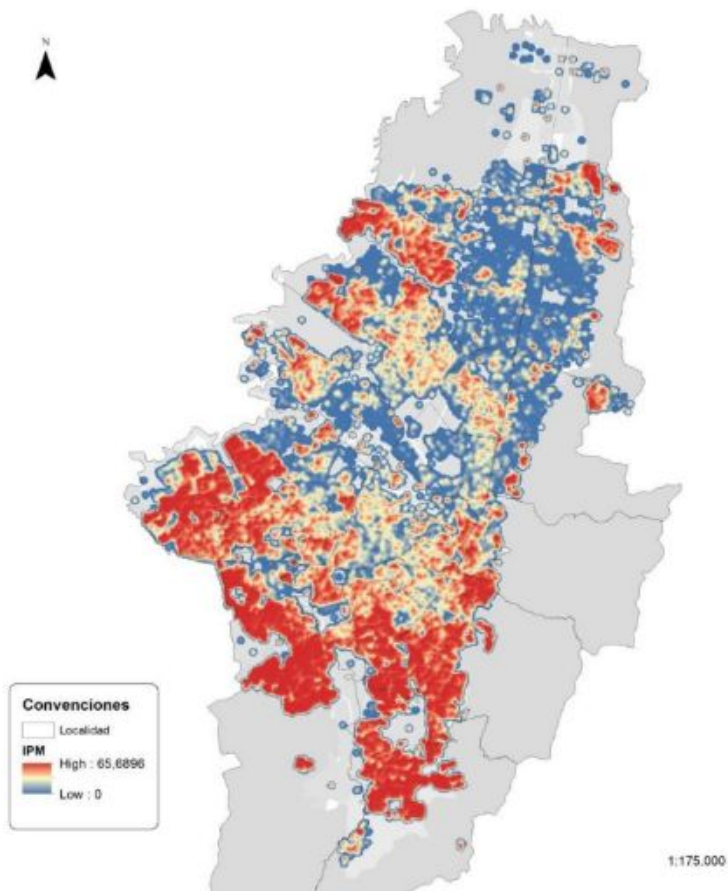 N
Convenciones
Localidad
IPM
High : 65,6896
Low : 0
1:175.000